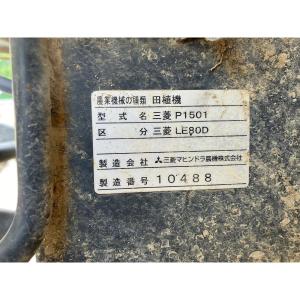 農業機械の種類 田植機
型式名 三菱 P1501
区分 三菱 LE80D
製造会社 三菱マヒンドラ農機株式会社
製造番号 10488